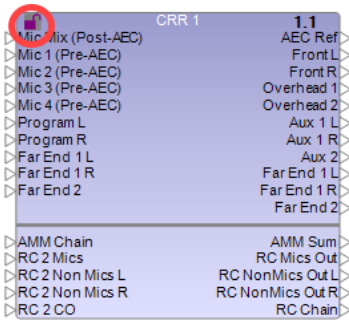 CRR 1 1.1
Mic Mix (Post-AEC) AEC Ref
Mic 1 (Pre-AEC) Front L
Mic 2 (Pre-AEC) Front R
Mic 3 (Pre-AEC) Overhead 1
Mic 4 (Pre-AEC) Overhead 2
Program L Aux 1 L
Program R Aux 1 R
Far End 1 L Aux 2
Far End 1 R Far End 1 L
Far End 2 Far End 1 R
Far End 2
AMM Chain AMM Sum
RC 2 Mics RC Mics Out
RC 2 Non Mics L RC NonMics Out L
RC 2 Non Mics R RC NonMics Out R
RC 2 CO RC Chain